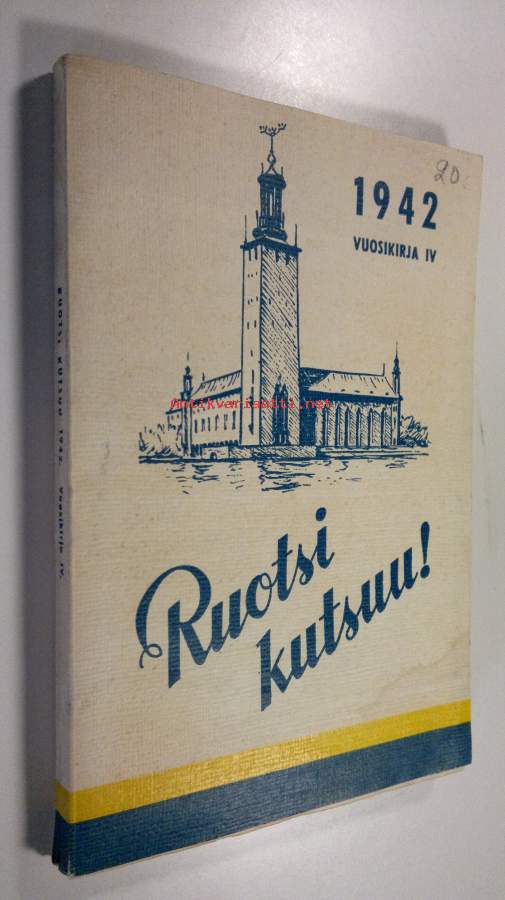 20
1942
VUOSIKIRJA IV
Antikvariaatti.net
Ruotsi
kutsuu!
RUOTSI KUTSUU 1942. Vuosikirja IV.